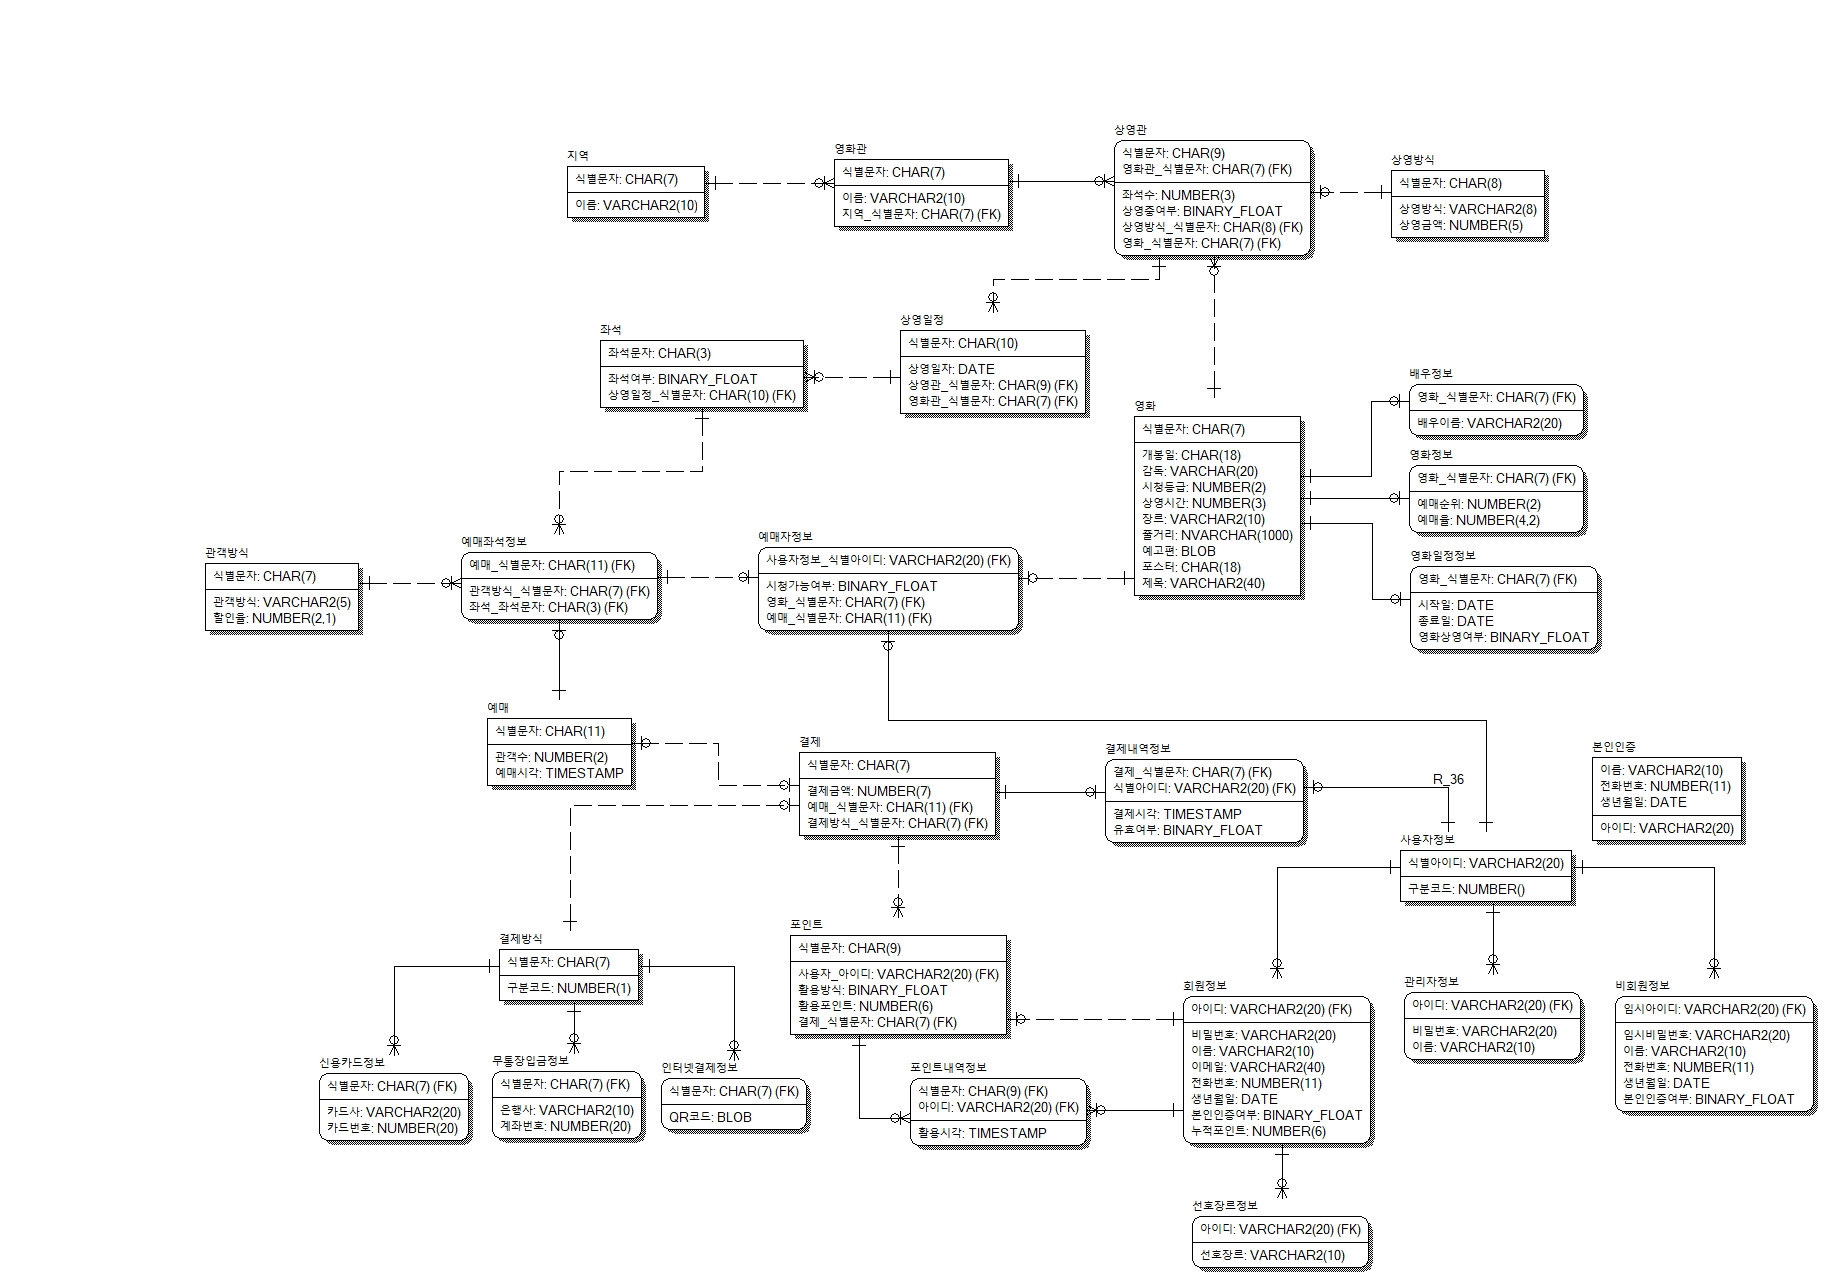 지역
식별문자: CHAR(7)
이름: VARCHAR2(10)
영화관
식별문자: CHAR(7)
이름: VARCHAR2(10)
지역_식별문자: CHAR(7) (FK)
상영관
식별문자: CHAR(9)
영화관_식별문자: CHAR(7) (FK)
좌석수: NUMBER(3)
상영중여부: BINARY_FLOAT
상영방식_식별문자: CHAR(8) (FK)
영화_식별문자: CHAR(7) (FK)
상영방식
식별문자: CHAR(8)
상영방식: VARCHAR2(8)
상영금액: NUMBER(5)
좌석
좌석문자: CHAR(3)
좌석여부: BINARY_FLOAT
상영일정_식별문자: CHAR(10) (FK)
상영일정
식별문자: CHAR(10)
상영일자: DATE
상영관_식별문자: CHAR(9) (FK)
영화관_식별문자: CHAR(7) (FK)
영화
식별문자: CHAR(7)
개봉일: CHAR(18)
감독: VARCHAR(20)
시청등급: NUMBER(2)
상영시간: NUMBER(3)
장르: VARCHAR2(10)
줄거리: NVARCHAR(1000)
예고편: BLOB
포스터: CHAR(18)
제목: VARCHAR2(40)
배우정보
영화_식별문자: CHAR(7) (FK)
배우이름: VARCHAR2(20)
영화정보
영화_식별문자: CHAR(7) (FK)
예매순위: NUMBER(2)
예매율: NUMBER(4,2)
영화일정정보
영화_식별문자: CHAR(7) (FK)
시작일: DATE
종료일: DATE
영화상영여부: BINARY_FLOAT
관객방식
식별문자: CHAR(7)
관객방식: VARCHAR2(5)
할인율: NUMBER(2,1)
예매좌석정보
예매_식별문자: CHAR(11) (FK)
관객방식_식별문자: CHAR(7) (FK)
좌석_좌석문자: CHAR(3) (FK)
예매자정보
사용자정보_식별아이디: VARCHAR2(20) (FK)
시청가능여부: BINARY_FLOAT
영화_식별문자: CHAR(7) (FK)
예매_식별문자: CHAR(11) (FK)
예매
식별문자: CHAR(11)
관객수: NUMBER(2)
예매시각: TIMESTAMP
결제
식별문자: CHAR(7)
결제금액: NUMBER(7)
예매_식별문자: CHAR(11) (FK)
결제방식_식별문자: CHAR(7) (FK)
결제내역정보
결제_식별문자: CHAR(7) (FK)
식별아이디: VARCHAR2(20) (FK)
결제시각: TIMESTAMP
유효여부: BINARY_FLOAT
R_36
본인인증
이름: VARCHAR2(10)
전화번호: NUMBER(11)
생년월일: DATE
아이디: VARCHAR2(20)
사용자정보
식별아이디: VARCHAR2(20)
구분코드: NUMBER()
결제방식
식별문자: CHAR(7)
구분코드: NUMBER(1)
포인트
식별문자: CHAR(9)
사용자_아이디: VARCHAR2(20) (FK)
활용방식: BINARY_FLOAT
활용포인트: NUMBER(6)
결제_식별문자: CHAR(7) (FK)
회원정보
아이디: VARCHAR2(20) (FK)
비밀번호: VARCHAR2(20)
이름: VARCHAR2(10)
이메일: VARCHAR2(40)
전화번호: NUMBER(11)
생년월일: DATE
본인인증여부: BINARY_FLOAT
누적포인트: NUMBER(6)
관리자정보
아이디: VARCHAR2(20) (FK)
비밀번호: VARCHAR2(20)
이름: VARCHAR2(10)
비회원정보
임시아이디: VARCHAR2(20) (FK)
임시비밀번호: VARCHAR2(20)
이름: VARCHAR2(10)
전화번호: NUMBER(11)
생년월일: DATE
본인인증여부: BINARY_FLOAT
신용카드정보
식별문자: CHAR(7) (FK)
카드사: VARCHAR2(20)
카드번호: NUMBER(20)
무통장입금정보
식별문자: CHAR(7) (FK)
은행사: VARCHAR2(10)
계좌번호: NUMBER(20)
인터넷결제정보
식별문자: CHAR(7) (FK)
QR코드: BLOB
포인트내역정보
식별문자: CHAR(9) (FK)
아이디: VARCHAR2(20) (FK)
활용시각: TIMESTAMP
선호장르정보
아이디: VARCHAR2(20) (FK)
선호장르: VARCHAR2(10)